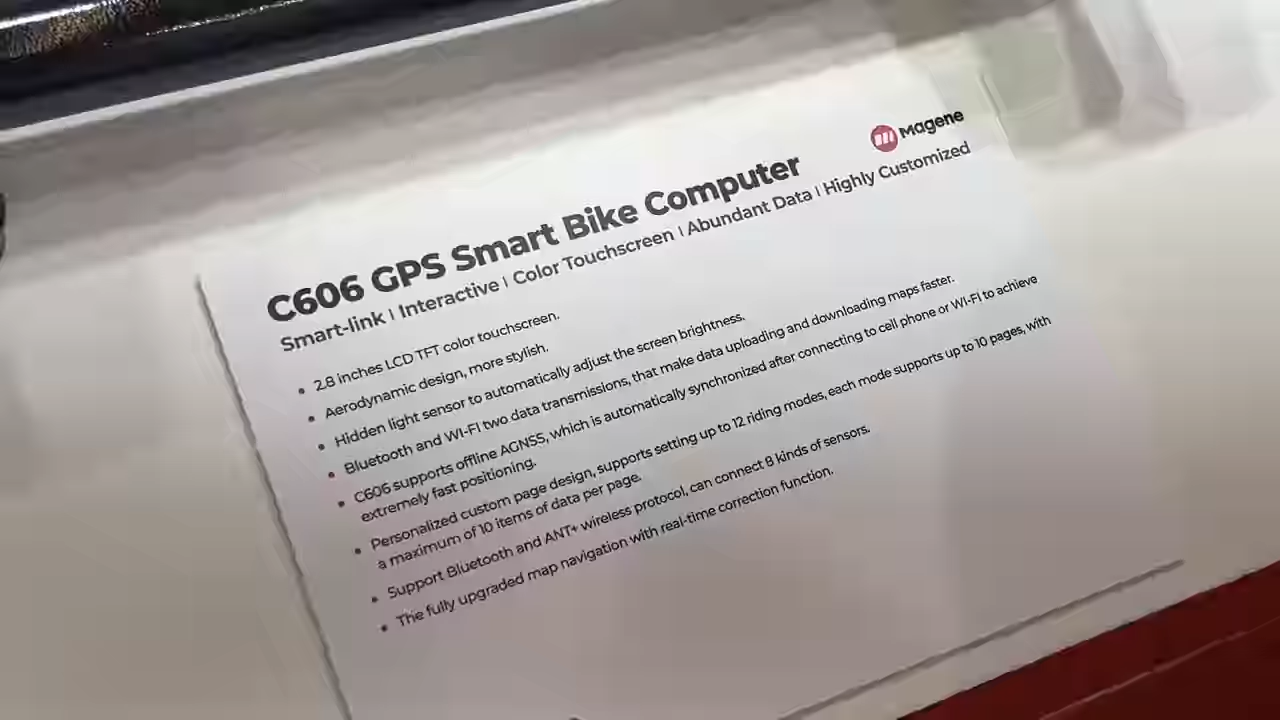 Magene
C606 GPS Smart Bike Computer
Smart-link | Interactive | Color Touchscreen | Abundant Data | Highly Customized
• 2.8 inches LCD TFT color touchscreen.
• Aerodynamic design, more stylish.
• Hidden light sensor to automatically adjust the screen brightness.
• Bluetooth and WI-FI two data transmissions, that make data uploading and downloading maps faster.
• C606 supports offline AGNSS, which is automatically synchronized after connecting to cell phone or WI-FI to achieve
extremely fast positioning.
• Personalized custom page design, supports setting up to 12 riding modes, each mode supports up to 10 pages, with
a maximum of 10 items of data per page.
• Support Bluetooth and ANT+ wireless protocol, can connect 8 kinds of sensors.
• The fully upgraded map navigation with real-time correction function.